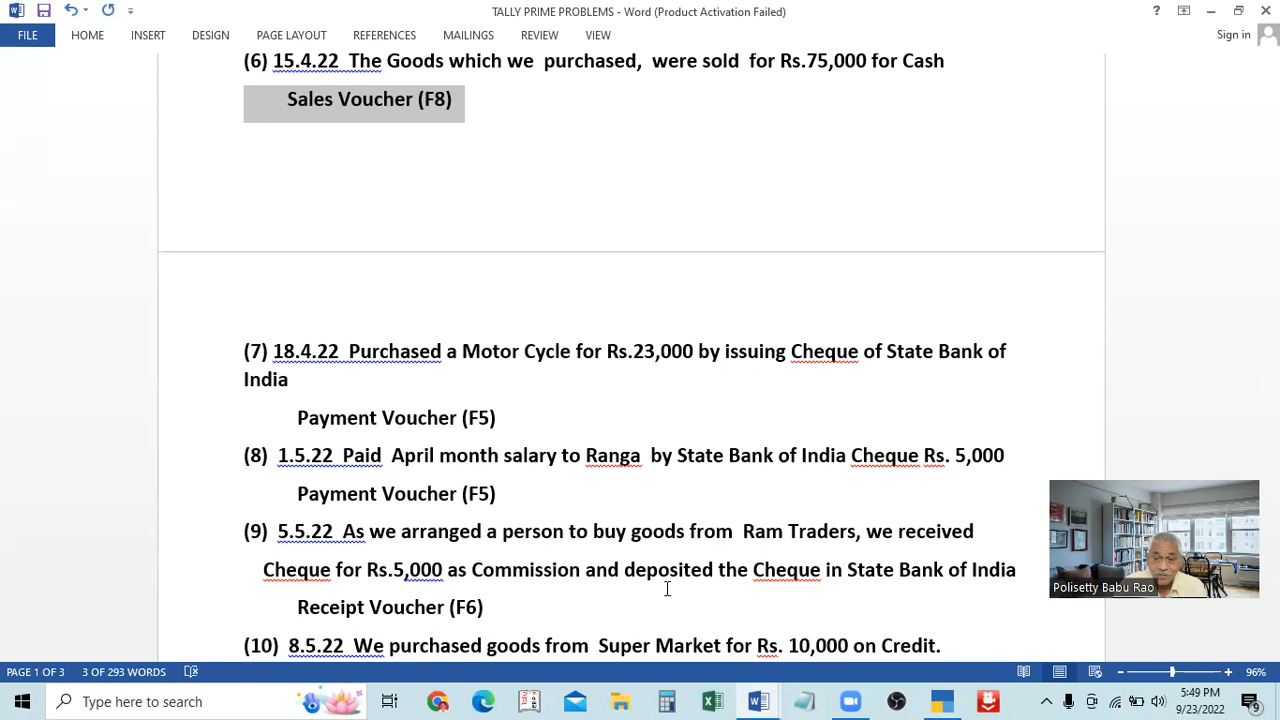 TALLY PRIME PROBLEMS - Word (Product Activation Failed)
FILE HOME INSERT DESIGN PAGE LAYOUT REFERENCES MAILINGS REVIEW VIEW Sign in
(6) 15.4.22 The Goods which we purchased, were sold for Rs.75,000 for Cash
Sales Voucher (F8)
(7) 18.4.22 Purchased a Motor Cycle for Rs.23,000 by issuing Cheque of State Bank of
India
Payment Voucher (F5)
(8) 1.5.22 Paid April month salary to Ranga by State Bank of India Cheque Rs. 5,000
Payment Voucher (F5)
(9) 5.5.22 As we arranged a person to buy goods from Ram Traders, we received
Cheque for Rs.5,000 as Commission and deposited the Cheque in State Bank of India
Receipt Voucher (F6)
(10) 8.5.22 We purchased goods from Super Market for Rs. 10,000 on Credit.
Polisetty Babu Rao
PAGE 1 OF 3 3 OF 293 WORDS 96%
Type here to search
5:49 PM
9/23/2022
9